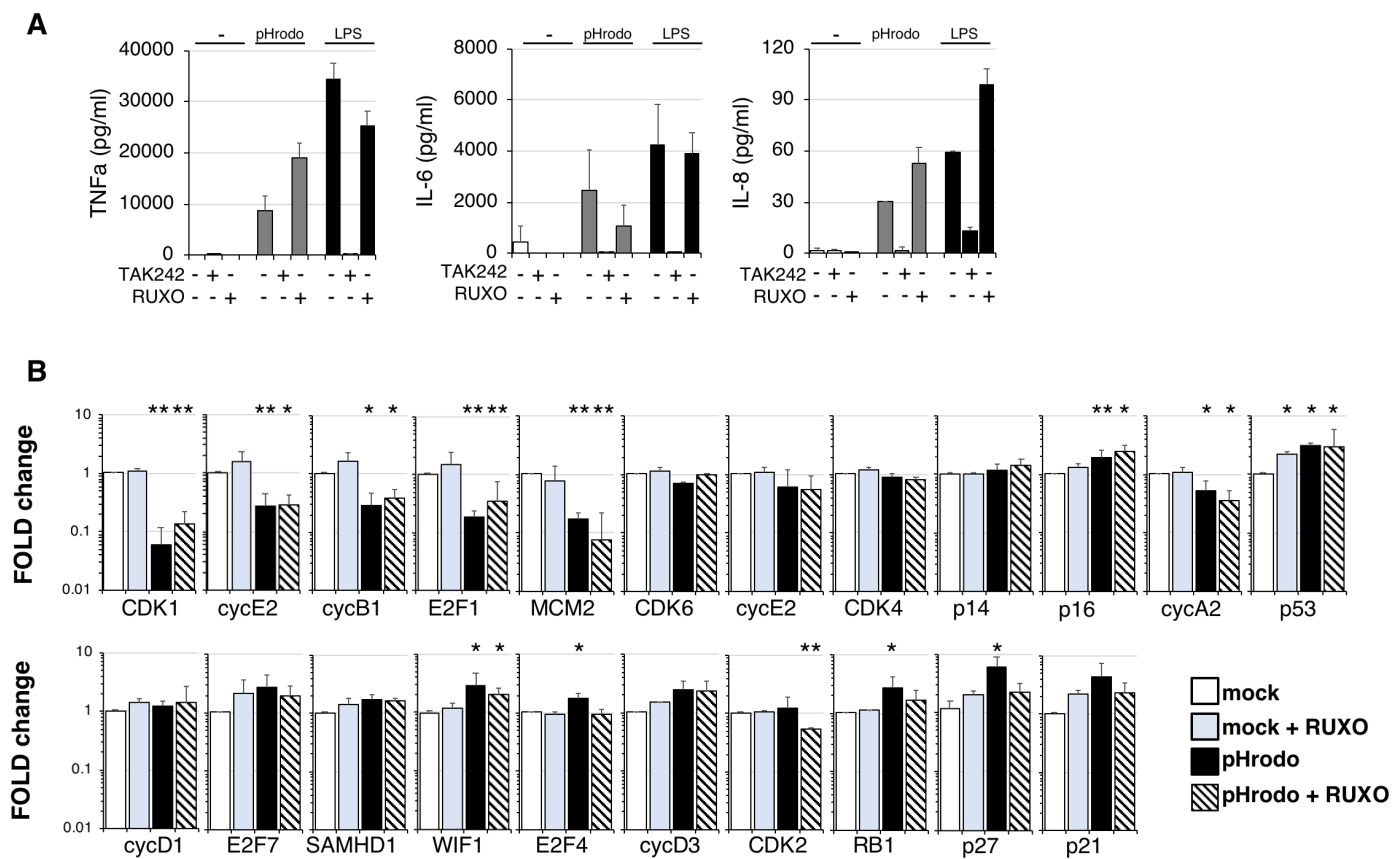 A
- pHrodo LPS
- pHrodo LPS
- pHrodo LPS
TNFa (pg/ml)
40000
30000
20000
10000
0
IL-6 (pg/ml)
8000
6000
4000
2000
0
IL-8 (pg/ml)
120
90
60
30
0
TAK242 - + - - + - - + -
RUXO - - + - - + - - +
TAK242 - + - - + - - + -
RUXO - - + - - + - - +
TAK242 - + - - + - - + -
RUXO - - + - - + - - +
B
FOLD change
10
1
0.1
0.01
** ** ** * * * ** ** ** ** ** * * * * * *
CDK1 cycE2 cycB1 E2F1 MCM2 CDK6 cycE2 CDK4 p14 p16 cycA2 p53
FOLD change
10
1
0.1
0.01
* * * ** * *
cycD1 E2F7 SAMHD1 WIF1 E2F4 cycD3 CDK2 RB1 p27 p21
mock
mock + RUXO
pHrodo
pHrodo + RUXO